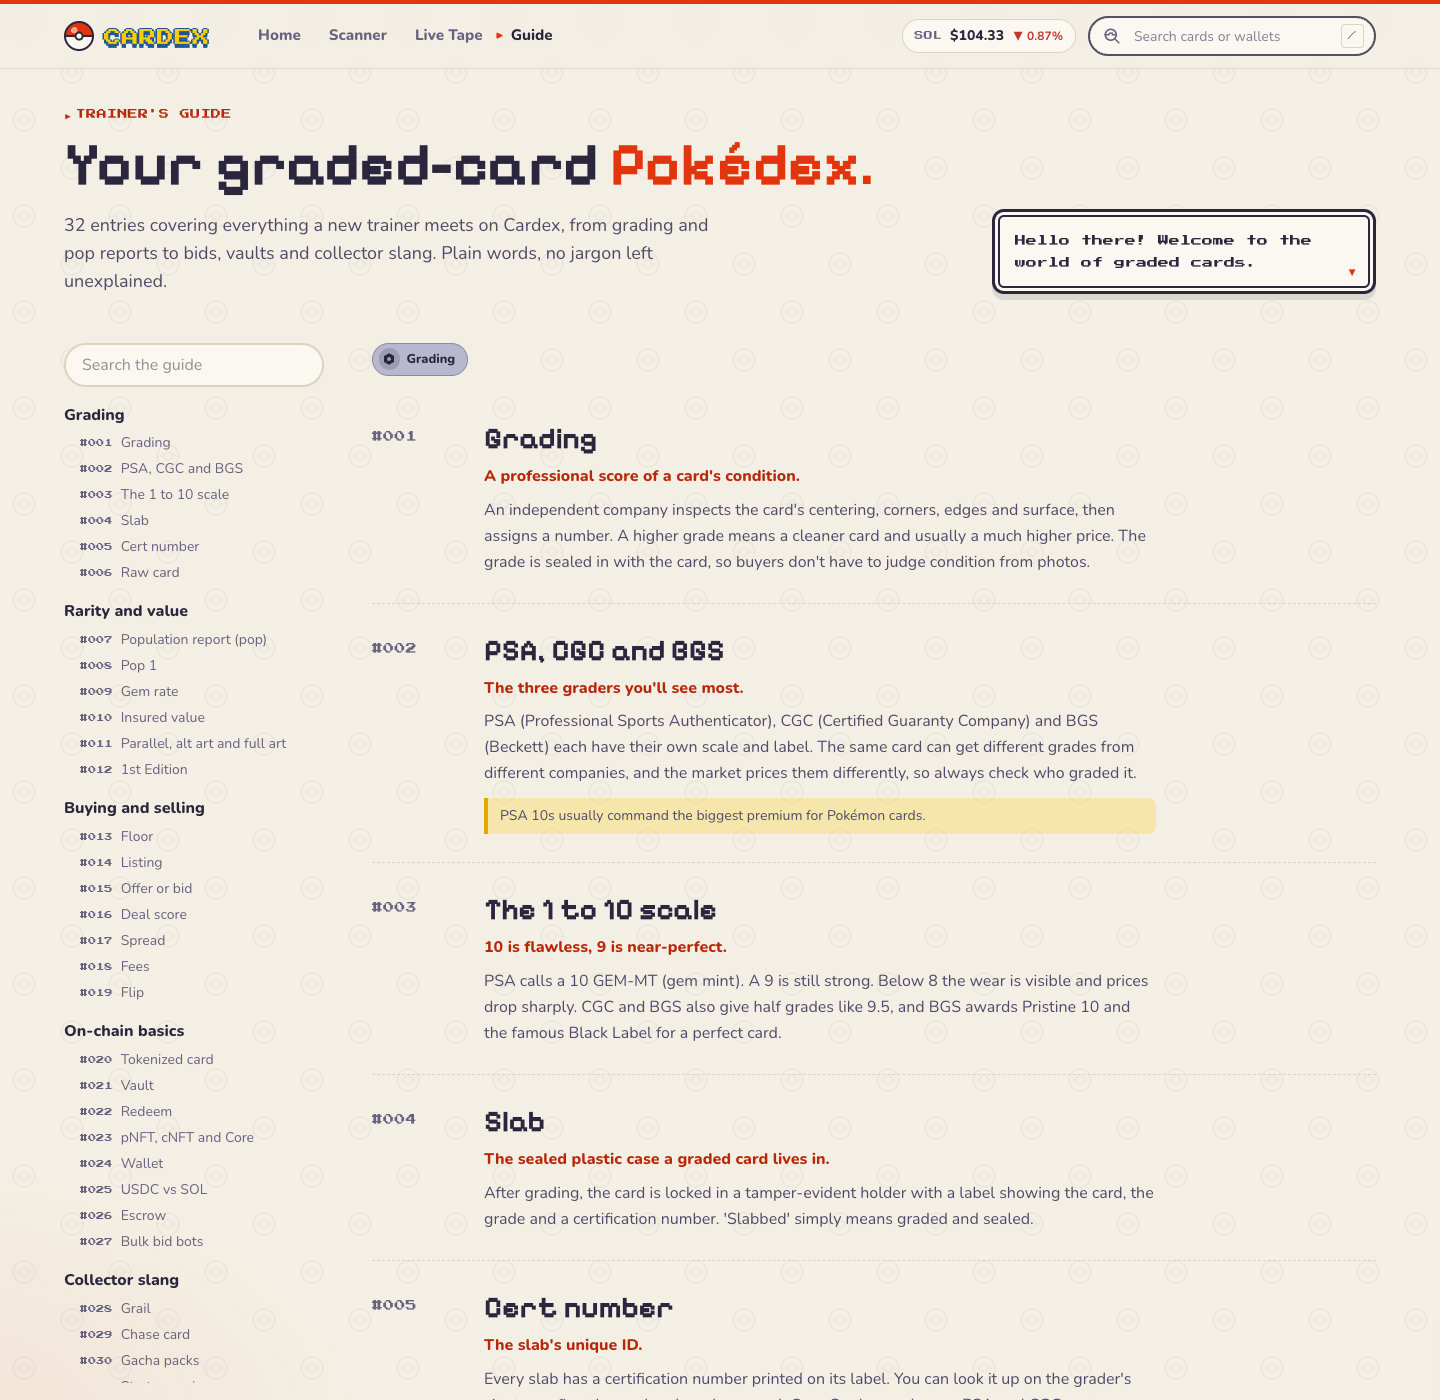 CARDEX
Home
Scanner
Live Tape
Guide
SOL $104.33 ▼ 0.87%
Search cards or wallets
/
TRAINER'S GUIDE
Your graded-card Pokédex.
32 entries covering everything a new trainer meets on Cardex, from grading and
pop reports to bids, vaults and collector slang. Plain words, no jargon left
unexplained.
Hello there! Welcome to the
world of graded cards.
Search the guide
Grading
#001 Grading
#002 PSA, CGC and BGS
#003 The 1 to 10 scale
#004 Slab
#005 Cert number
#006 Raw card
Rarity and value
#007 Population report (pop)
#008 Pop 1
#009 Gem rate
#010 Insured value
#011 Parallel, alt art and full art
#012 1st Edition
Buying and selling
#013 Floor
#014 Listing
#015 Offer or bid
#016 Deal score
#017 Spread
#018 Fees
#019 Flip
On-chain basics
#020 Tokenized card
#021 Vault
#022 Redeem
#023 pNFT, cNFT and Core
#024 Wallet
#025 USDC vs SOL
#026 Escrow
#027 Bulk bid bots
Collector slang
#028 Grail
#029 Chase card
#030 Gacha packs
Grading
#001
Grading
A professional score of a card's condition.
An independent company inspects the card's centering, corners, edges and surface, then
assigns a number. A higher grade means a cleaner card and usually a much higher price. The
grade is sealed in with the card, so buyers don't have to judge condition from photos.
#002
PSA, CGC and BGS
The three graders you'll see most.
PSA (Professional Sports Authenticator), CGC (Certified Guaranty Company) and BGS
(Beckett) each have their own scale and label. The same card can get different grades from
different companies, and the market prices them differently, so always check who graded it.
PSA 10s usually command the biggest premium for Pokémon cards.
#003
The 1 to 10 scale
10 is flawless, 9 is near-perfect.
PSA calls a 10 GEM-MT (gem mint). A 9 is still strong. Below 8 the wear is visible and prices
drop sharply. CGC and BGS also give half grades like 9.5, and BGS awards Pristine 10 and
the famous Black Label for a perfect card.
#004
Slab
The sealed plastic case a graded card lives in.
After grading, the card is locked in a tamper-evident holder with a label showing the card, the
grade and a certification number. 'Slabbed' simply means graded and sealed.
#005
Cert number
The slab's unique ID.
Every slab has a certification number printed on its label. You can look it up on the grader's